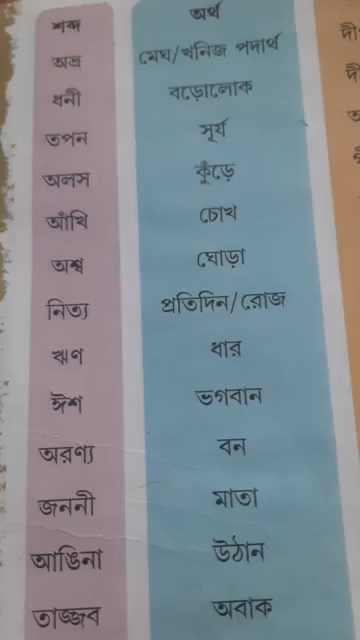 শব্দ অর্থ
অভ্র মেঘ/খনিজ পদার্থ
ধনী বড়োলোক
তপন সূর্য
অলস কুঁড়ে
আঁখি চোখ
অশ্ব ঘোড়া
নিত্য প্রতিদিন/রোজ
ঋণ ধার
ঈশ ভগবান
অরণ্য বন
জননী মাতা
আঙিনা উঠান
তাজ্জব অবাক